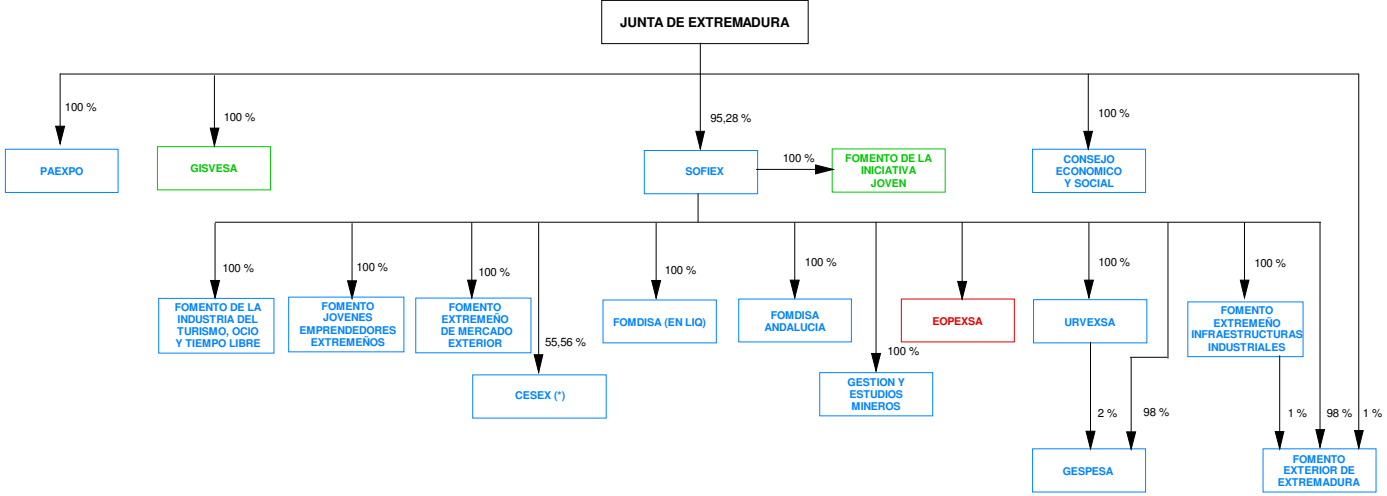 JUNTA DE EXTREMADURA
100 %
100 %
95,28 %
100 %
PAEXPO
GISVESA
SOFIEX
100 %
FOMENTO DE LA
INICIATIVA
JOVEN
CONSEJO
ECONOMICO
Y SOCIAL
100 %
100 %
100 %
100 %
100 %
100 %
100 %
FOMENTO DE LA
INDUSTRIA DEL
TURISMO, OCIO
Y TIEMPO LIBRE
FOMENTO
JOVENES
EMPRENDEDORES
EXTREMEÑOS
FOMENTO
EXTREMEÑO
DE MERCADO
EXTERIOR
FOMDISA (EN LIQ)
FOMDISA
ANDALUCIA
EOPEXSA
URVEXSA
FOMENTO
EXTREMEÑO
INFRAESTRUCTURAS
INDUSTRIALES
55,56 %
100 %
CESEX (*)
GESTION Y
ESTUDIOS
MINEROS
2 %
98 %
1 %
98 %
1 %
GESPESA
FOMENTO
EXTERIOR DE
EXTREMADURA